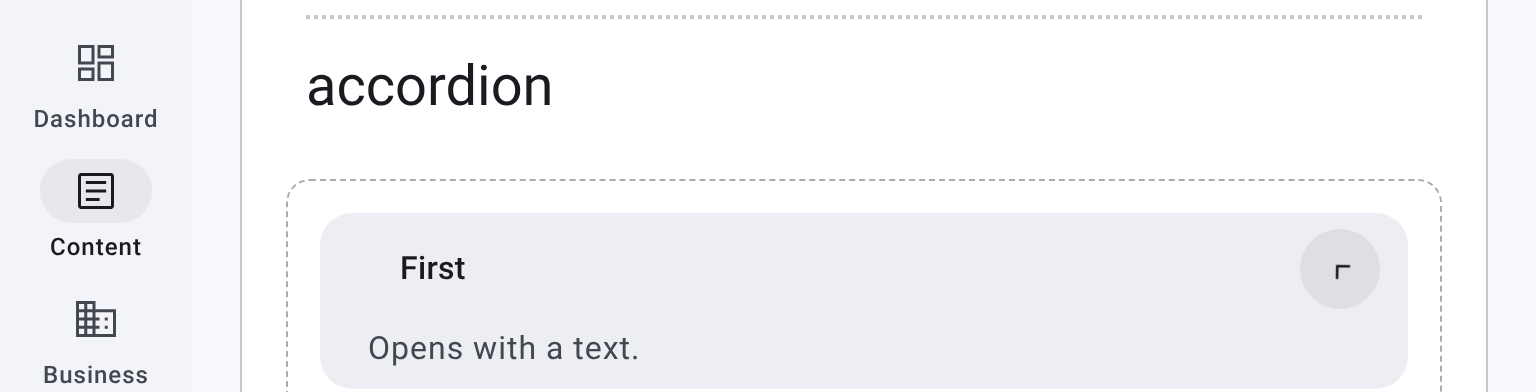 Dashboard
Content
Business
accordion
First
Opens with a text.